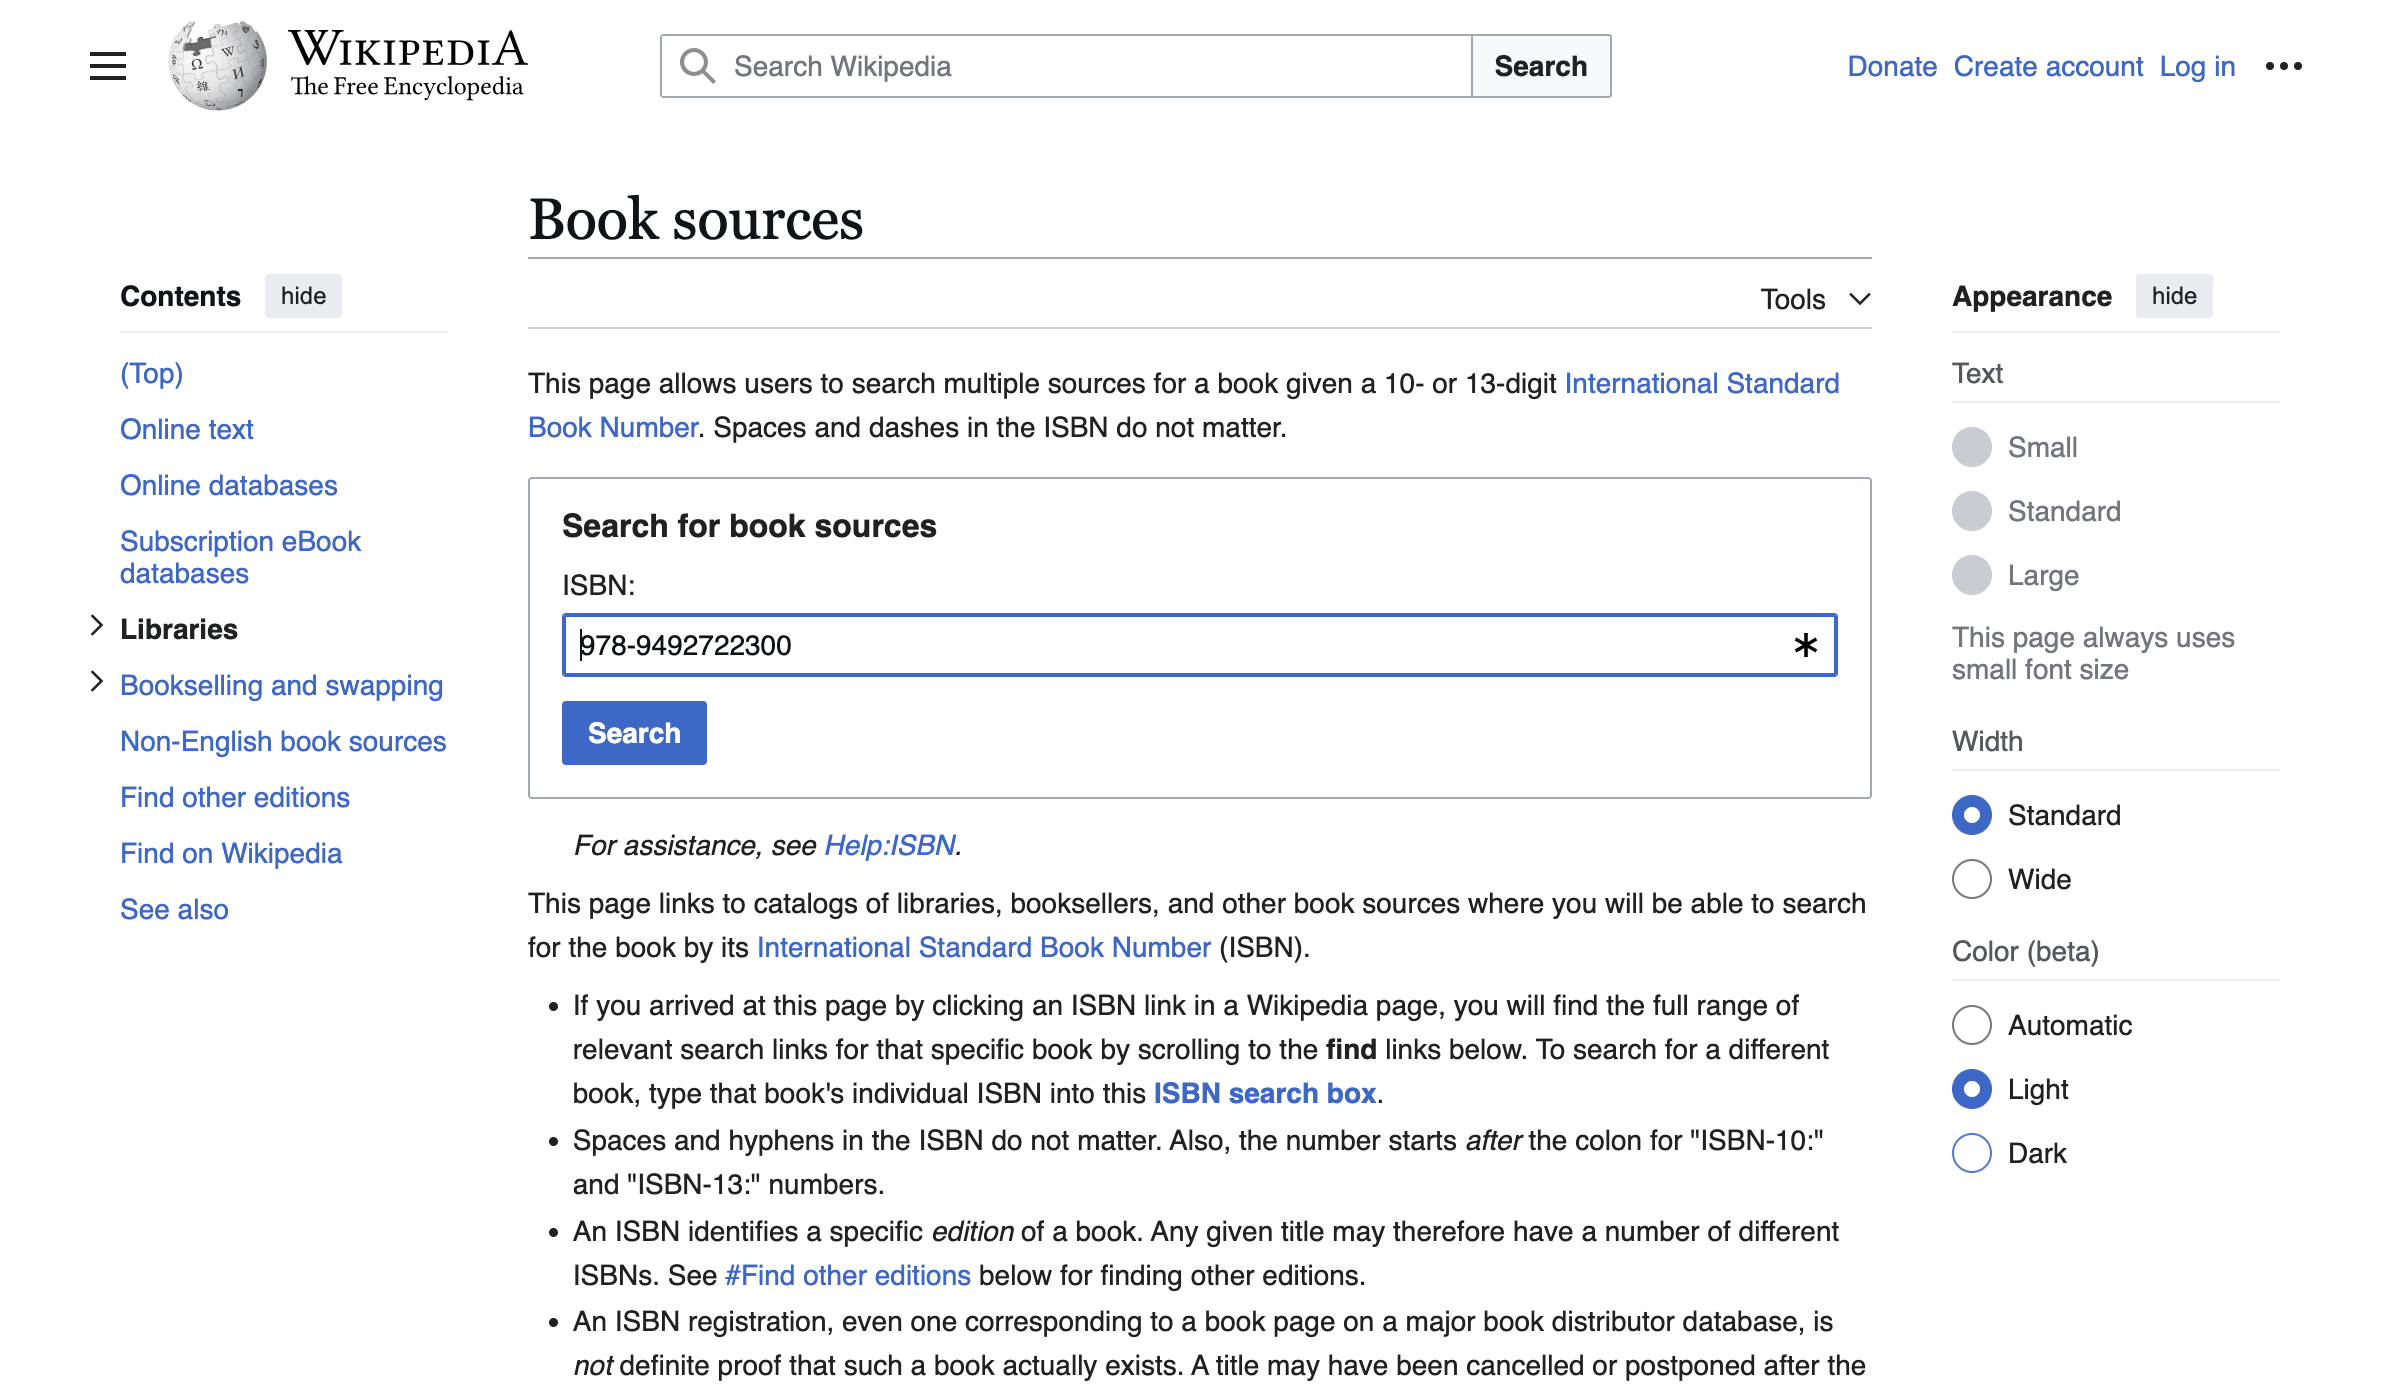 WIKIPEDIA
The Free Encyclopedia
Search Wikipedia
Search
Donate Create account Log in
Book sources
Contents hide
(Top)
Online text
Online databases
Subscription eBook
databases
Libraries
Bookselling and swapping
Non-English book sources
Find other editions
Find on Wikipedia
See also
Tools
This page allows users to search multiple sources for a book given a 10- or 13-digit International Standard
Book Number. Spaces and dashes in the ISBN do not matter.
Search for book sources
ISBN:
978-9492722300
Search
For assistance, see Help:ISBN.
This page links to catalogs of libraries, booksellers, and other book sources where you will be able to search
for the book by its International Standard Book Number (ISBN).
• If you arrived at this page by clicking an ISBN link in a Wikipedia page, you will find the full range of
relevant search links for that specific book by scrolling to the find links below. To search for a different
book, type that book's individual ISBN into this ISBN search box.
• Spaces and hyphens in the ISBN do not matter. Also, the number starts after the colon for "ISBN-10:"
and "ISBN-13:" numbers.
• An ISBN identifies a specific edition of a book. Any given title may therefore have a number of different
ISBNs. See #Find other editions below for finding other editions.
• An ISBN registration, even one corresponding to a book page on a major book distributor database, is
not definite proof that such a book actually exists. A title may have been cancelled or postponed after the
Appearance hide
Text
Small
Standard
Large
This page always uses
small font size
Width
Standard
Wide
Color (beta)
Automatic
Light
Dark